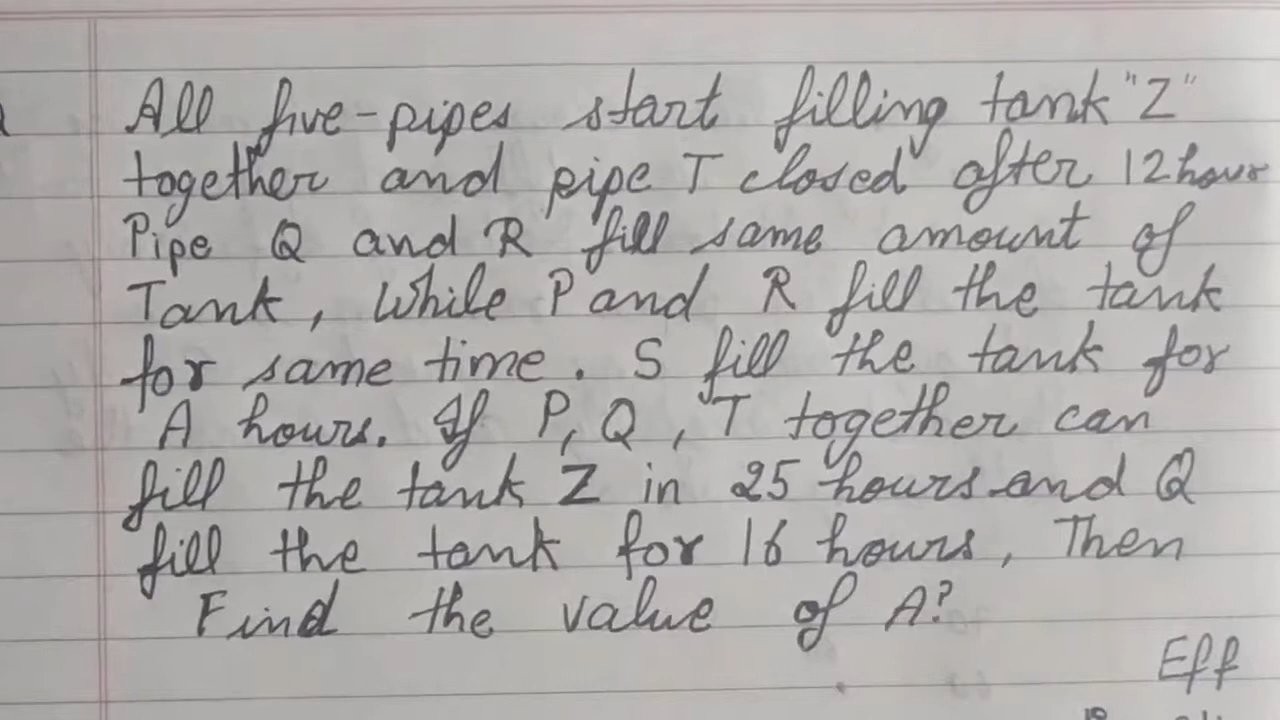 All five-pipes start filling tank "Z"
together and pipe T closed after 12 hour
Pipe Q and R fill same amount of
Tank, While P and R fill the tank
for same time. S fill the tank for
A hours. If P, Q, T together can
fill the tank Z in 25 hours and Q
fill the tank for 16 hours, Then
Find the value of A?
Eff